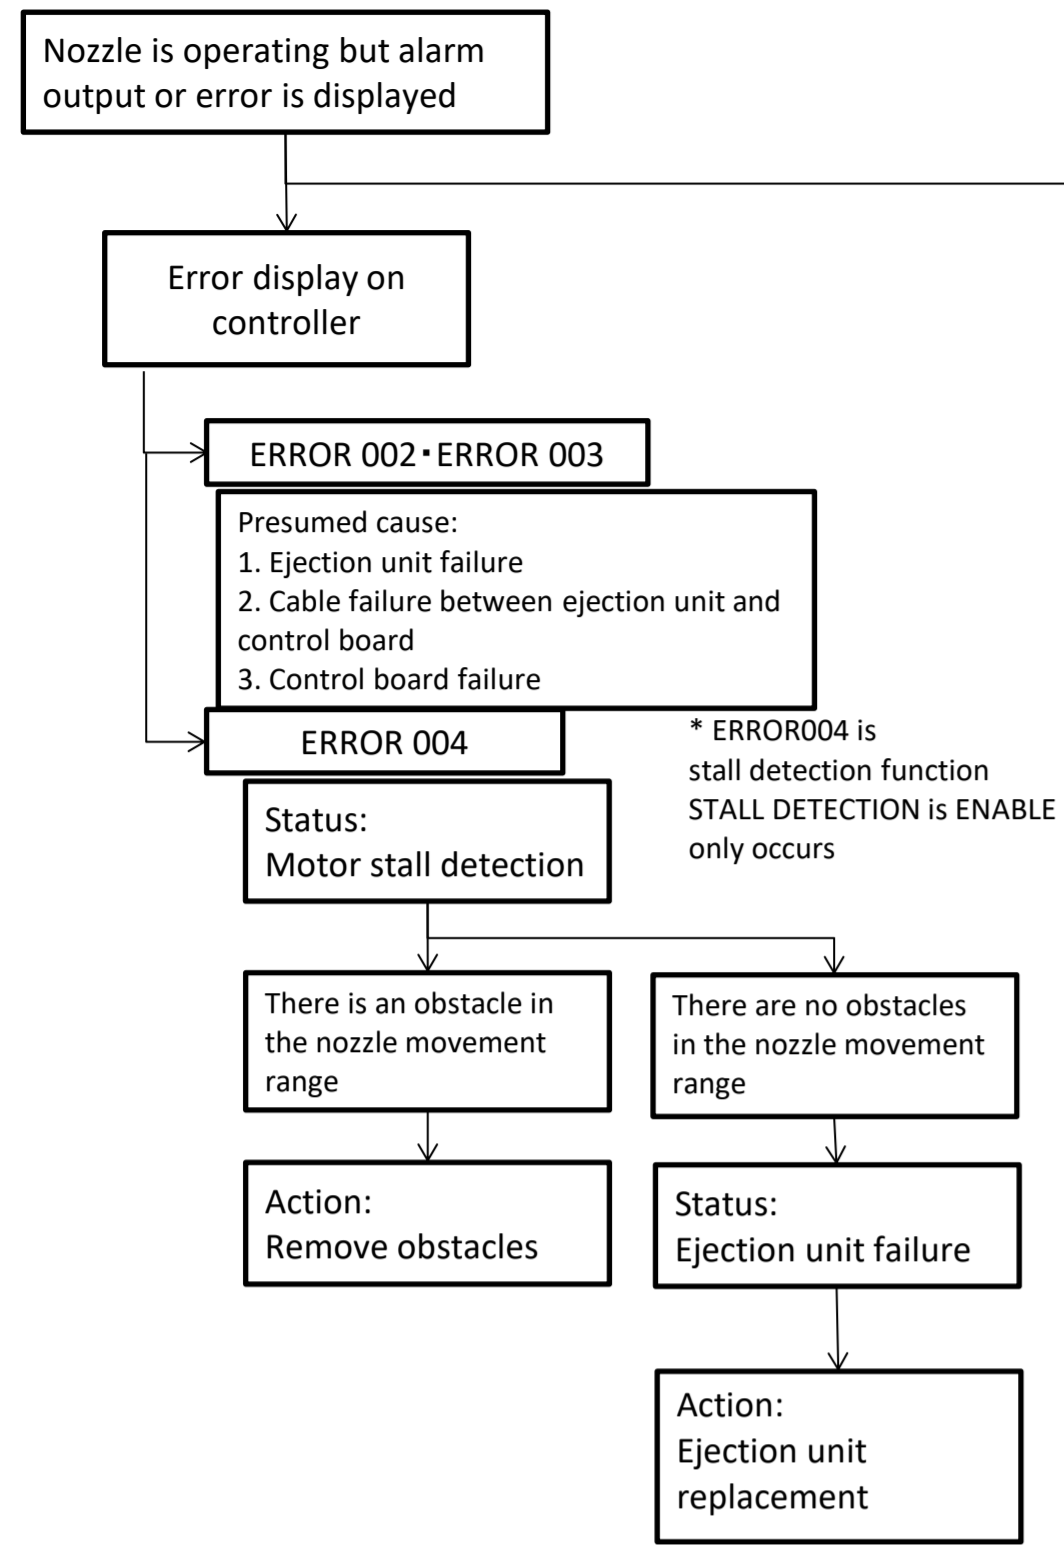 Nozzle is operating but alarm
output or error is displayed
Error display on
controller
ERROR 002・ERROR 003
Presumed cause:
1. Ejection unit failure
2. Cable failure between ejection unit and
control board
3. Control board failure
ERROR 004
* ERROR004 is
stall detection function
STALL DETECTION is ENABLE
only occurs
Status:
Motor stall detection
There is an obstacle in
the nozzle movement
range
There are no obstacles
in the nozzle movement
range
Action:
Remove obstacles
Status:
Ejection unit failure
Action:
Ejection unit
replacement